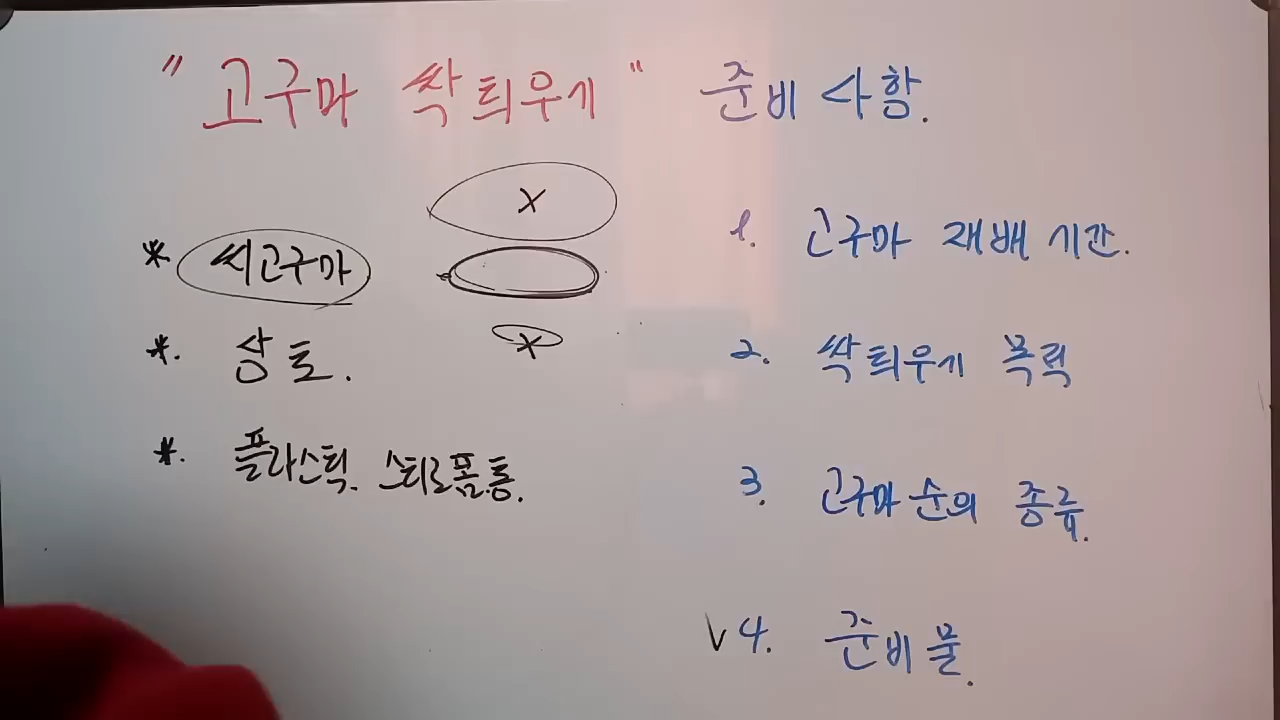 "고구마 싹틔우기" 준비사항.
* 씨고구마
*. 상토.
*. 플라스틱. 스티로폼통.
X
X
1. 고구마 재배 기간.
2. 싹틔우기 목적
3. 고구마순의 종류.
V 4. 준비물.